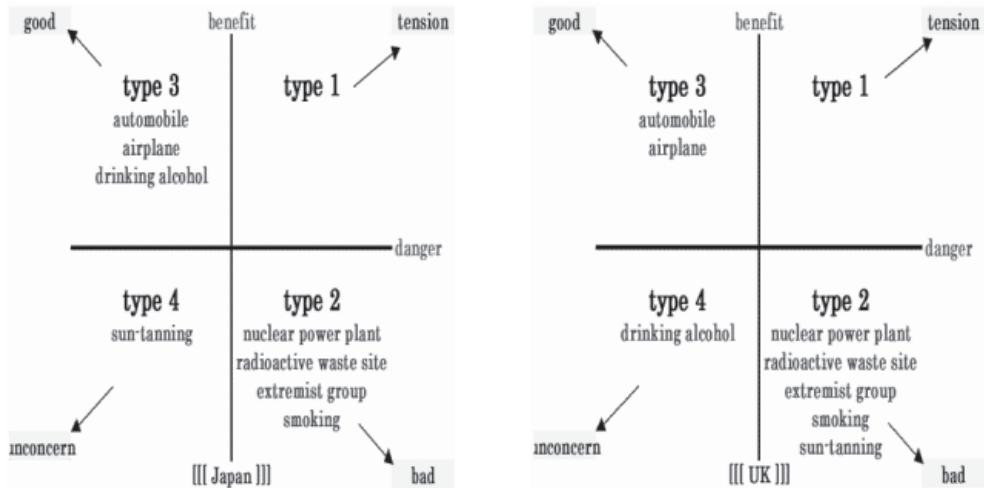 good benefit tension
type 3 type 1
automobile
airplane
drinking alcohol
danger
type 4 type 2
sun-tanning nuclear power plant
radioactive waste site
extremist group
smoking
unconcern
[[[ Japan ]]] bad
good benefit tension
type 3 type 1
automobile
airplane
danger
type 4 type 2
drinking alcohol nuclear power plant
radioactive waste site
extremist group
smoking
sun-tanning
unconcern
[[[ UK ]]] bad